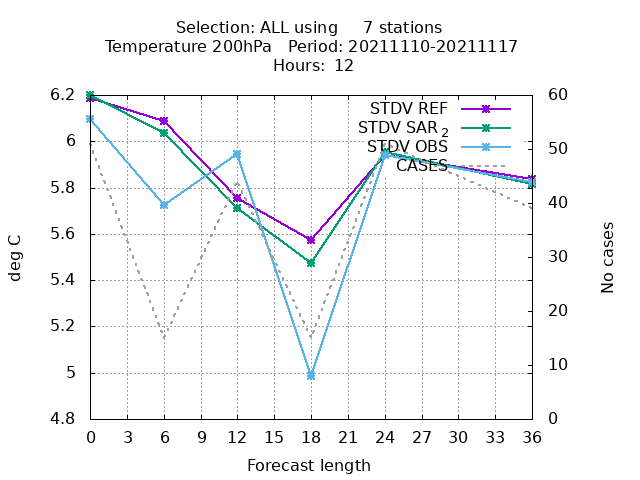 Selection: ALL using     7 stations
Temperature 200hPa   Period: 20211110-20211117
Hours: 12
STDV REF
STDV SAR 2
STDV OBS
CASES
deg C
No cases
6.2
6
5.8
5.6
5.4
5.2
5
4.8
60
50
40
30
20
10
0
0 3 6 9 12 15 18 21 24 27 30 33 36
Forecast length